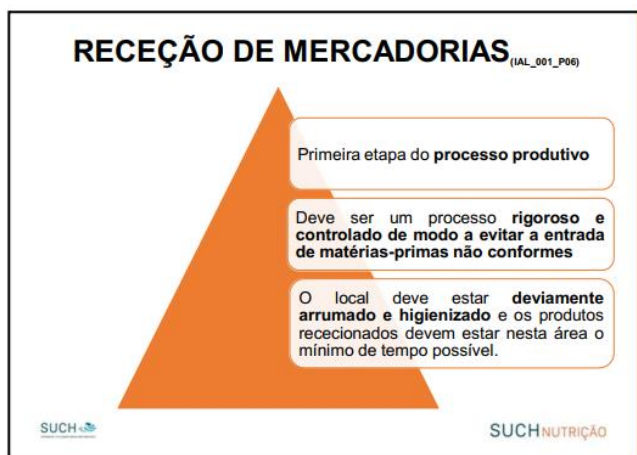 RECEÇÃO DE MERCADORIAS(IAL_001_P06)
Primeira etapa do processo produtivo
Deve ser um processo rigoroso e
controlado de modo a evitar a entrada
de matérias-primas não conformes
O local deve estar deviamente
arrumado e higienizado e os produtos
rececionados devem estar nesta área o
mínimo de tempo possível.
SUCH
SUCH NUTRIÇÃO